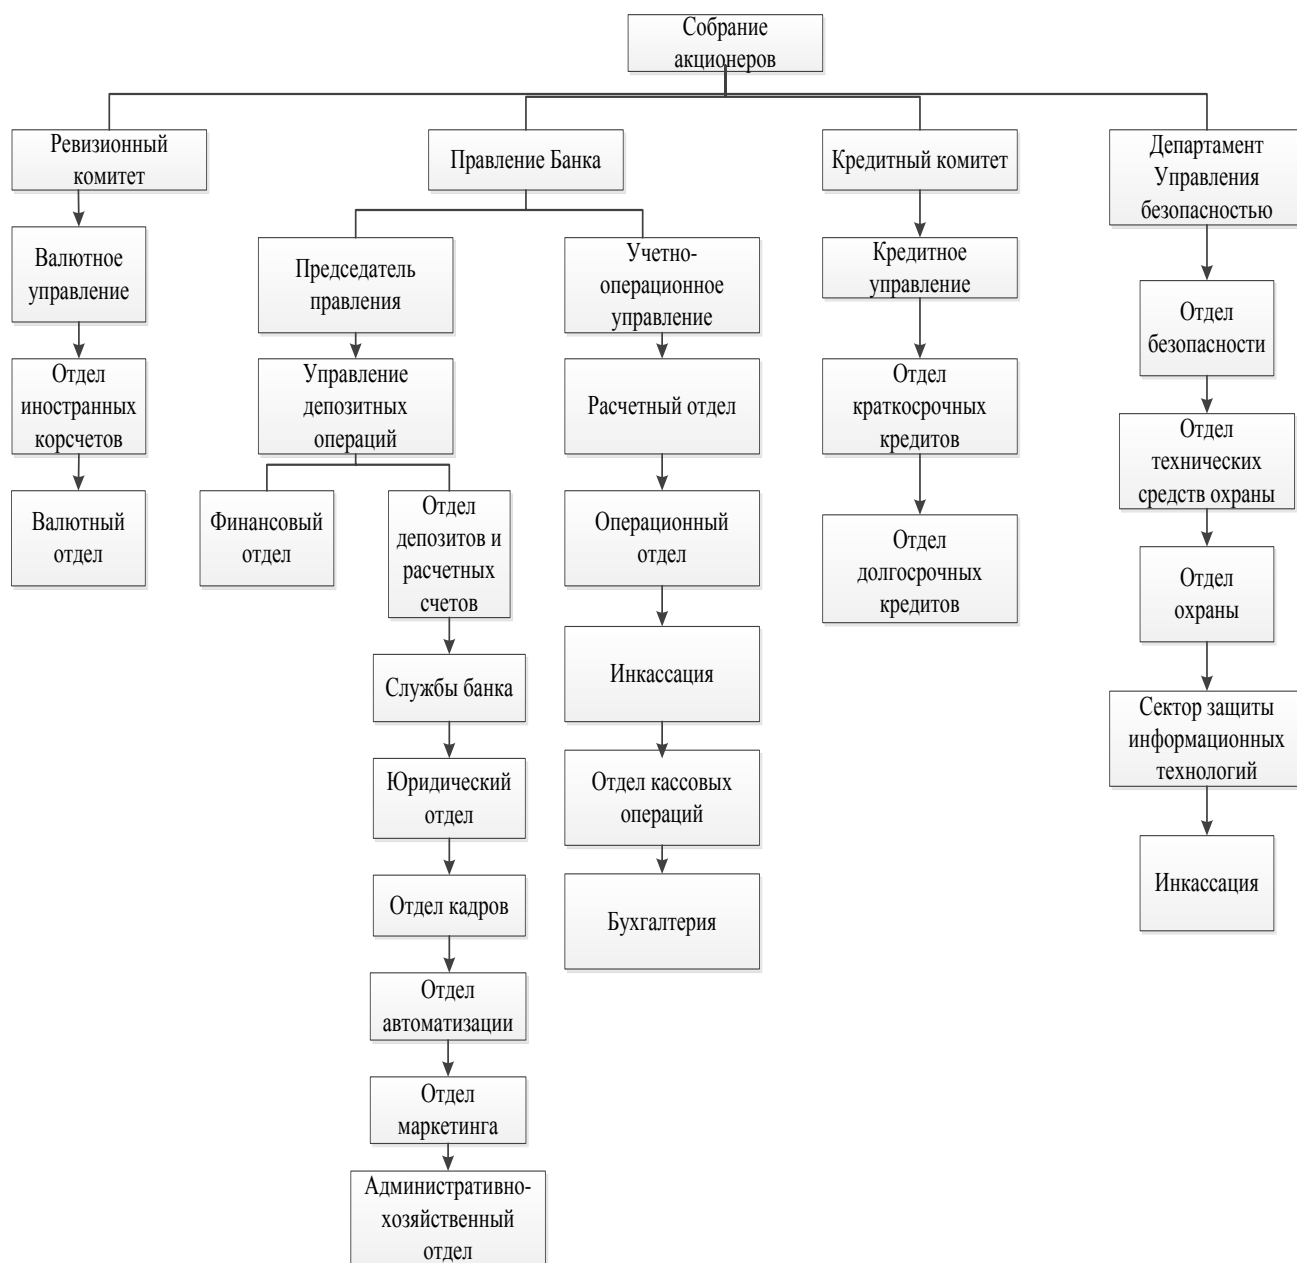 Собрание
акционеров
Ревизионный
комитет
Правление Банка
Кредитный комитет
Департамент
Управления
безопасностью
Валютное
управление
Председатель
правления
Учетно-
операционное
управление
Кредитное
управление
Отдел
безопасности
Отдел
иностранных
корсчетов
Управление
депозитных
операций
Расчетный отдел
Отдел
краткосрочных
кредитов
Отдел
технических
средств охраны
Валютный
отдел
Финансовый
отдел
Отдел
депозитов и
расчетных
счетов
Операционный
отдел
Отдел
долгосрочных
кредитов
Отдел
охраны
Службы банка
Инкассация
Сектор защиты
информационных
технологий
Юридический
отдел
Отдел кассовых
операций
Инкассация
Отдел кадров
Бухгалтерия
Отдел
автоматизации
Отдел
маркетинга
Административно-
хозяйственный
отдел